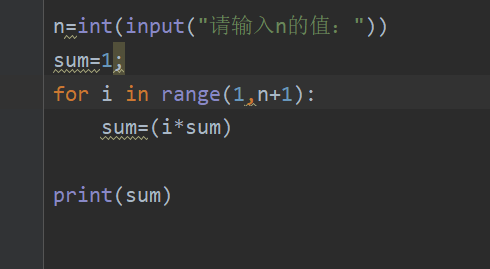 n=int(input("请输入n的值："))
sum=1;
for i in range(1,n+1):
    sum=(i*sum)
print(sum)